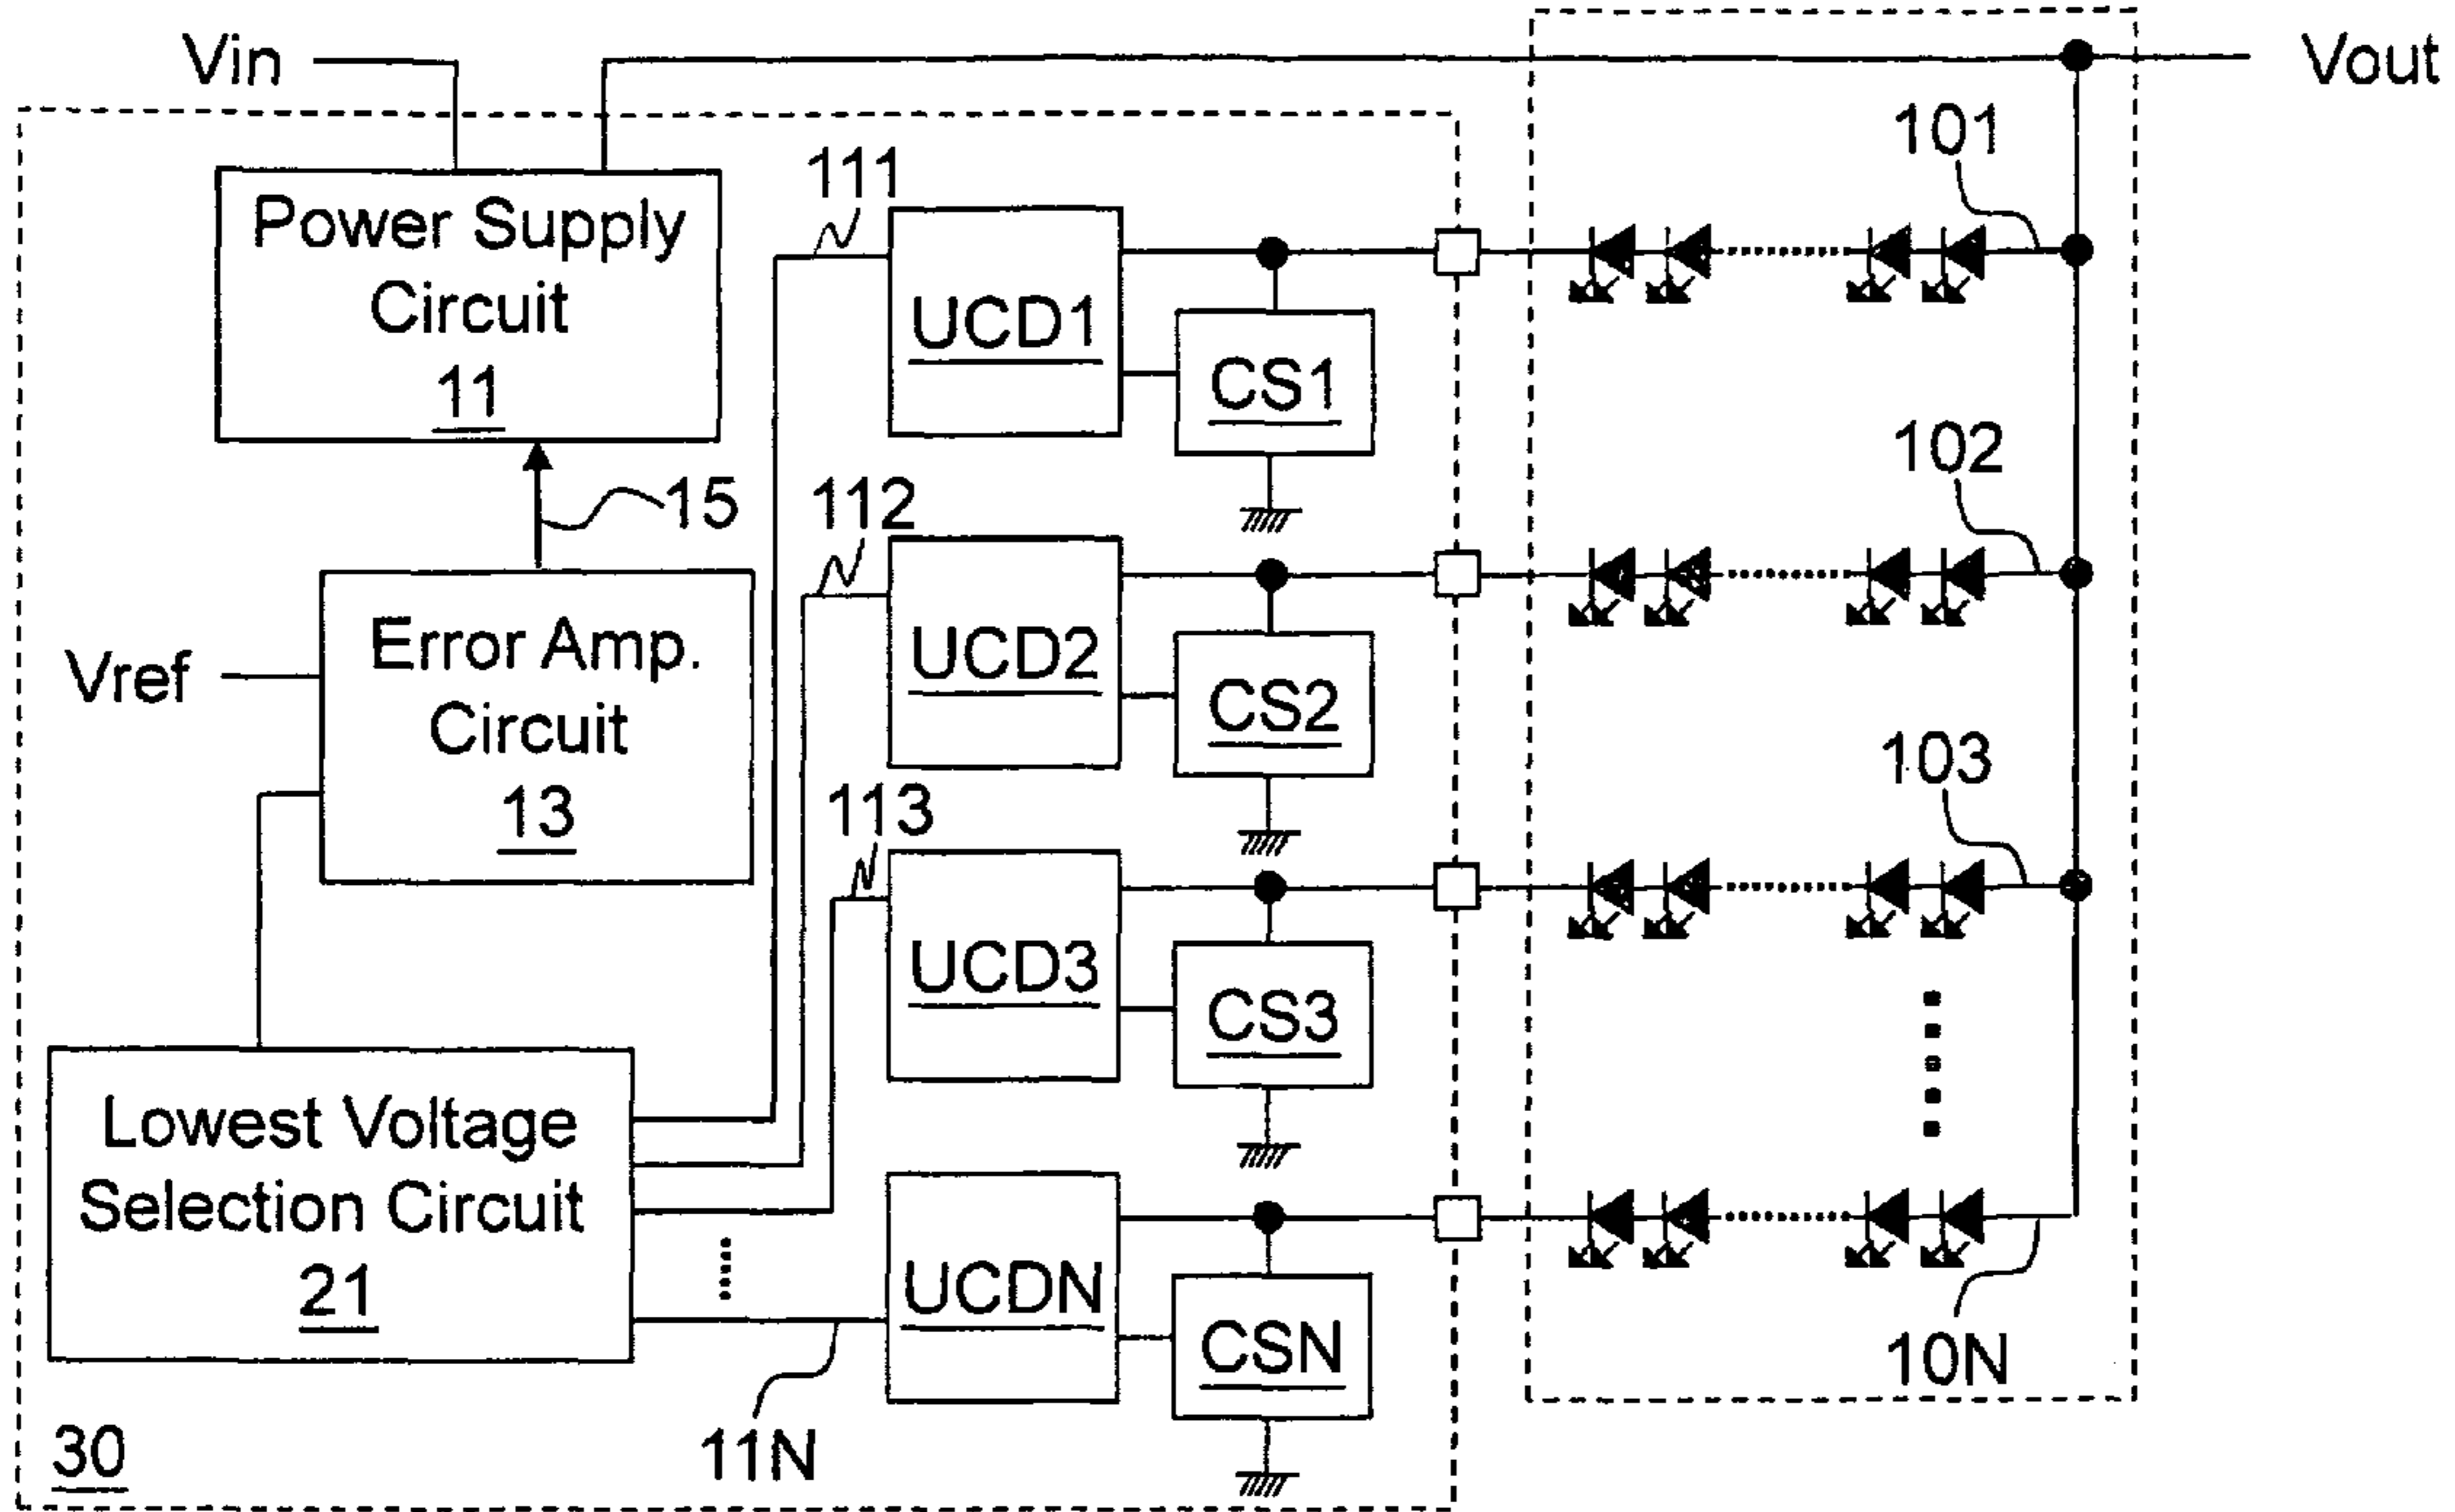 Vin
Vout
101
111
Power Supply
Circuit
11
UCD1
CS1
102
15
112
Error Amp.
Circuit
13
Vref
UCD2
CS2
103
113
UCD3
CS3
Lowest Voltage
Selection Circuit
21
UCDN
CSN
10N
11N
30